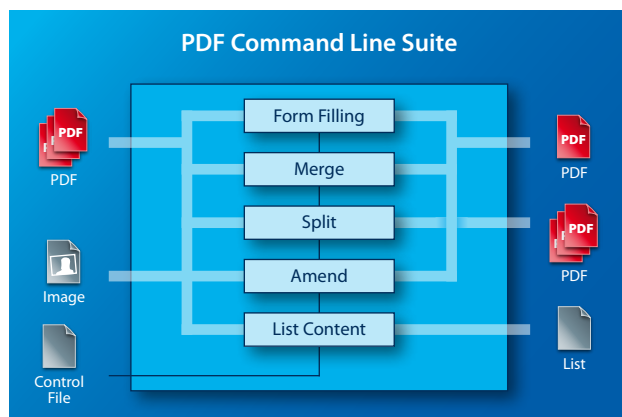 PDF Command Line Suite
PDF
PDF
Image
Control
File
Form Filling
Merge
Split
Amend
List Content
PDF
PDF
PDF
PDF
List